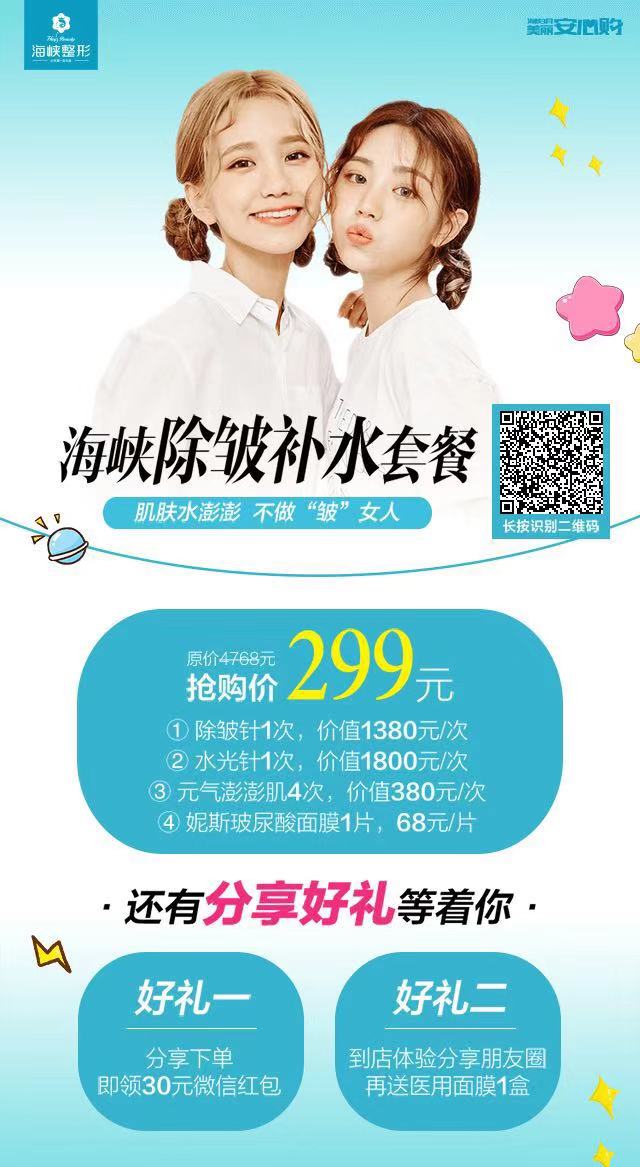 Hxj's Beauty
海峡整形
美丽安心购
海峡除皱补水套餐
肌肤水澎澎 不做“皱”女人
长按识别二维码
原价4768元
抢购价299元
① 除皱针1次，价值1380元/次
② 水光针1次，价值1800元/次
③ 元气澎澎肌4次，价值380元/次
④ 妮斯玻尿酸面膜1片，68元/片
·还有分享好礼等着你·
好礼一
分享下单
即领30元微信红包
好礼二
到店体验分享朋友圈
再送医用面膜1盒